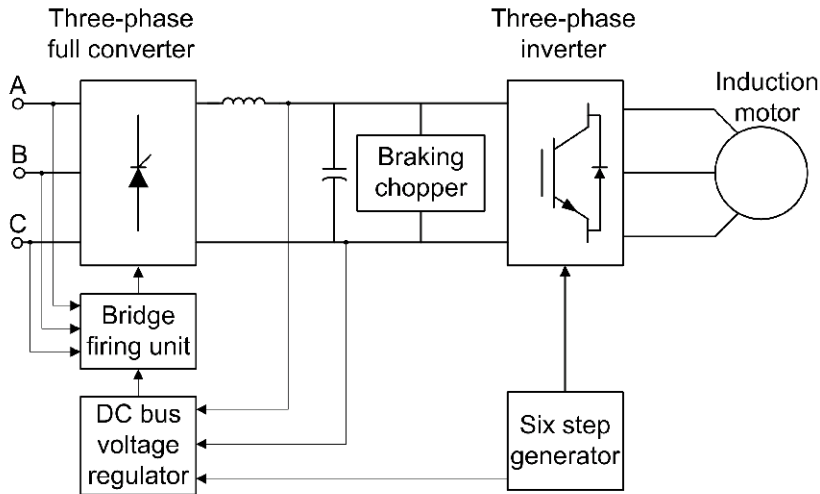 Three-phase
full converter
Three-phase
inverter
Induction
motor
A
B
C
Braking
chopper
Bridge
firing unit
DC bus
voltage
regulator
Six step
generator